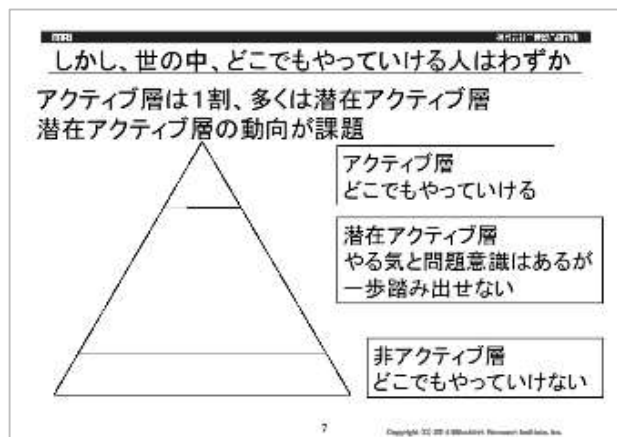 しかし、世の中、どこでもやっていける人はわずか
アクティブ層は1割、多くは潜在アクティブ層
潜在アクティブ層の動向が課題
アクティブ層
どこでもやっていける
潜在アクティブ層
やる気と問題意識はあるが
一歩踏み出せない
非アクティブ層
どこでもやっていけない
7